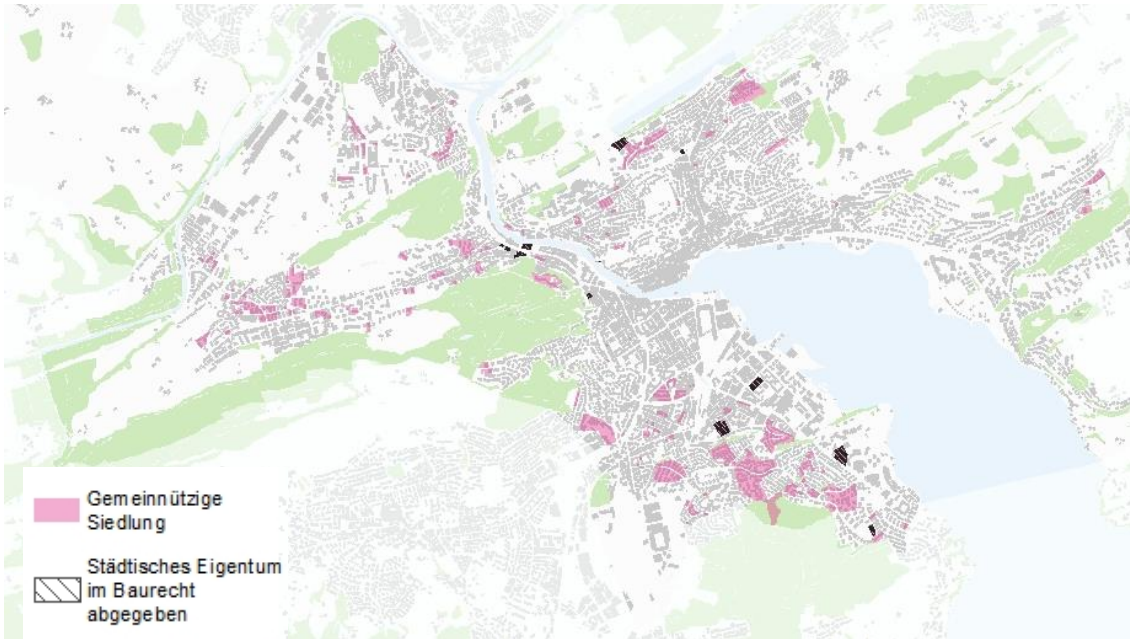 Gemeinnützige
Siedlung
Städtisches Eigentum
im Baurecht
abgegeben